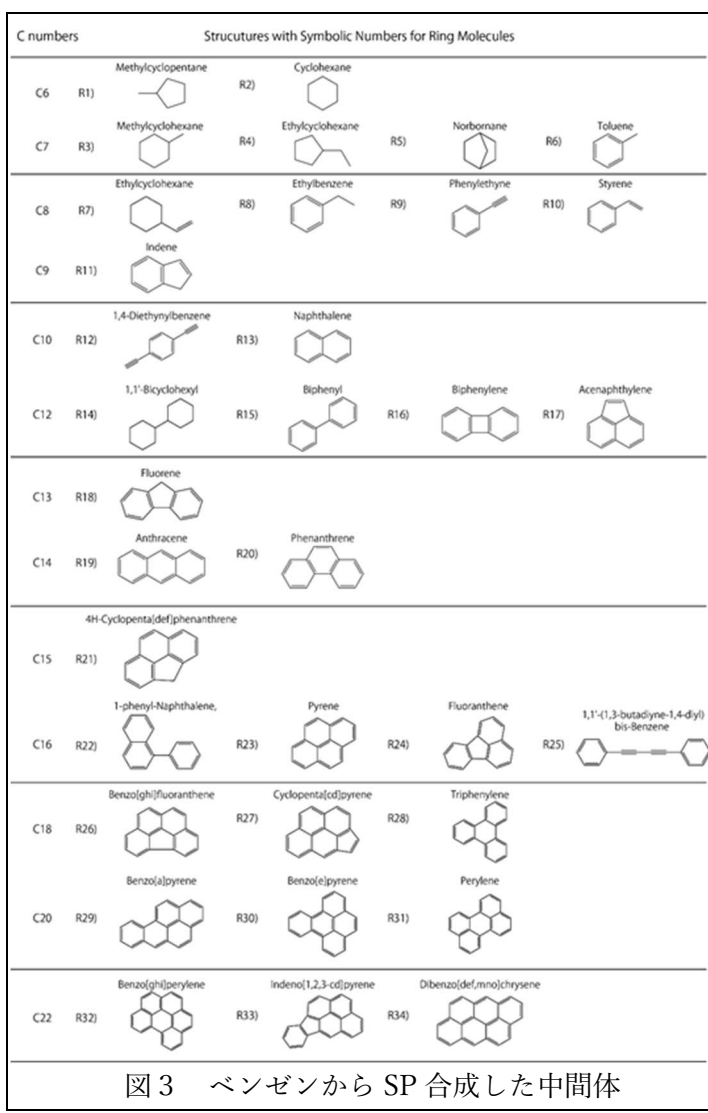 C numbers Strucutures with Symbolic Numbers for Ring Molecules
Methylcyclopentane Cyclohexane
C6 R1) R2)
Methylcyclohexane Ethylcyclohexane Norbornane Toluene
C7 R3) R4) R5) R6)
Ethylcyclohexane Ethylbenzene Phenylethyne Styrene
C8 R7) R8) R9) R10)
Indene
C9 R11)
1,4-Diethynylbenzene Naphthalene
C10 R12) R13)
1,1'-Bicyclohexyl Biphenyl Biphenylene Acenaphthylene
C12 R14) R15) R16) R17)
Fluorene
C13 R18)
Anthracene Phenanthrene
C14 R19) R20)
4H-Cyclopenta[def]phenanthrene
C15 R21)
1-phenyl-Naphthalene, Pyrene Fluoranthene 1,1'-(1,3-butadiyne-1,4-diyl)
bis-Benzene
C16 R22) R23) R24) R25)
Benzo[ghi]fluoranthene Cyclopenta[cd]pyrene Triphenylene
C18 R26) R27) R28)
Benzo[a]pyrene Benzo[e]pyrene Perylene
C20 R29) R30) R31)
Benzo[ghi]perylene Indeno[1,2,3-cd]pyrene Dibenzo[def,mno]chrysene
C22 R32) R33) R34)
図3 ベンゼンから SP 合成した中間体